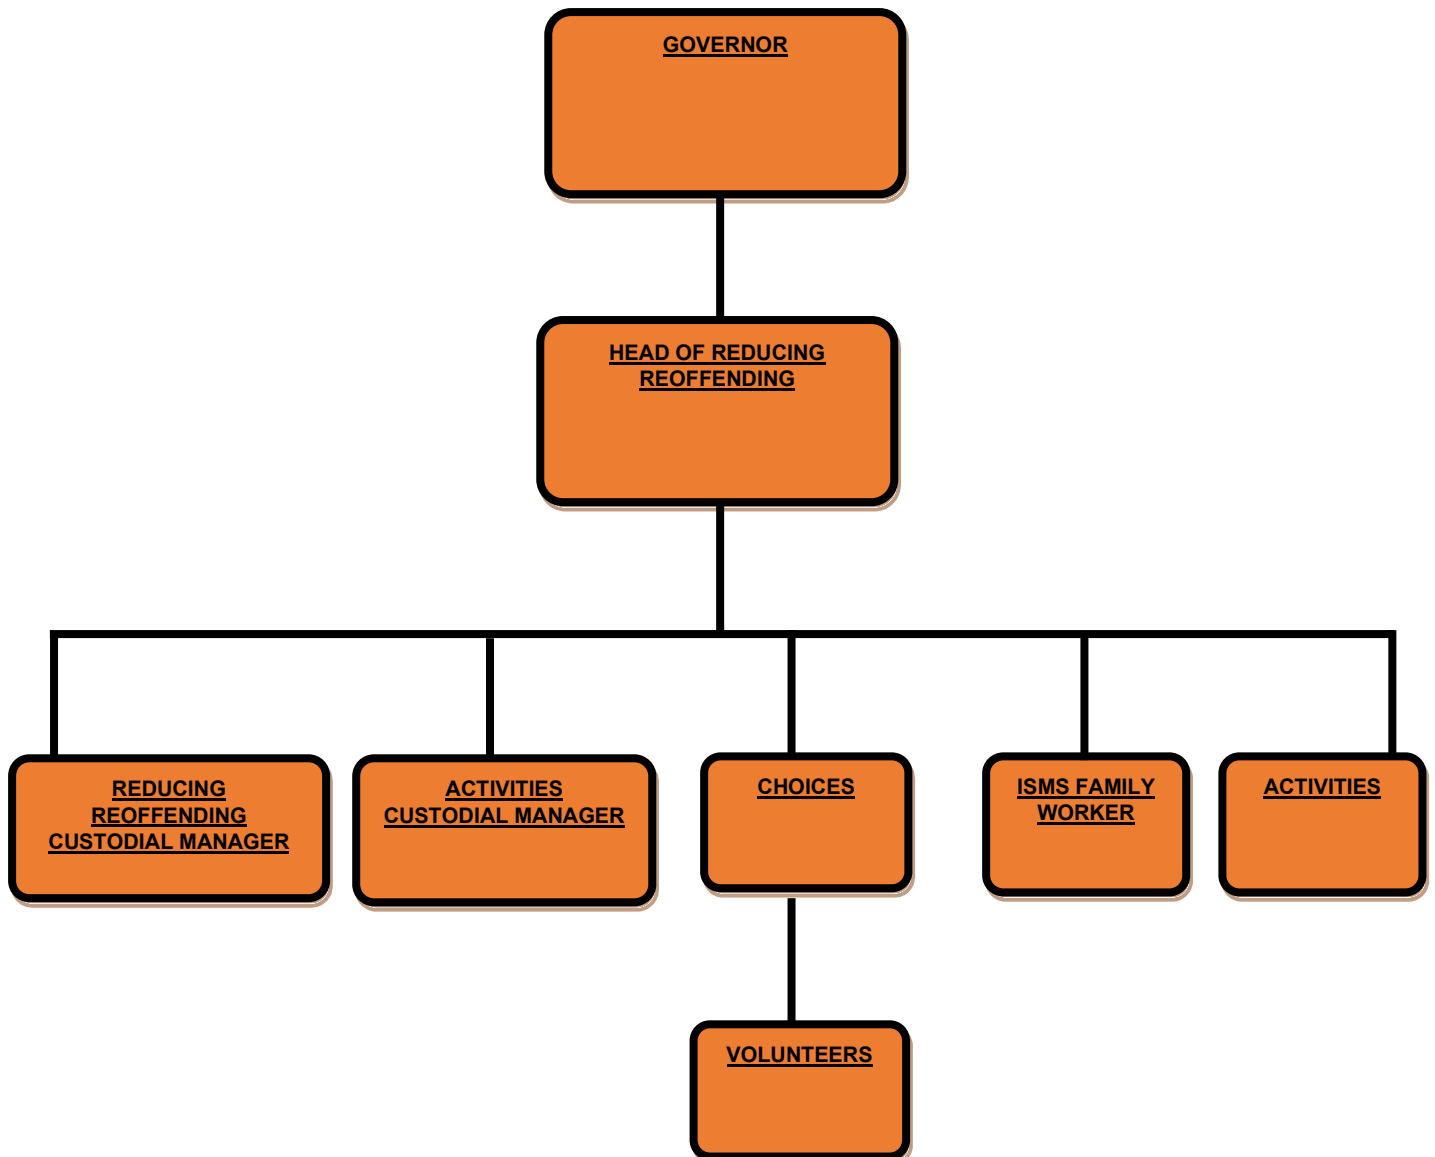 GOVERNOR
HEAD OF REDUCING
REOFFENDING
REDUCING
REOFFENDING
CUSTODIAL MANAGER
ACTIVITIES
CUSTODIAL MANAGER
CHOICES
ISMS FAMILY
WORKER
ACTIVITIES
VOLUNTEERS